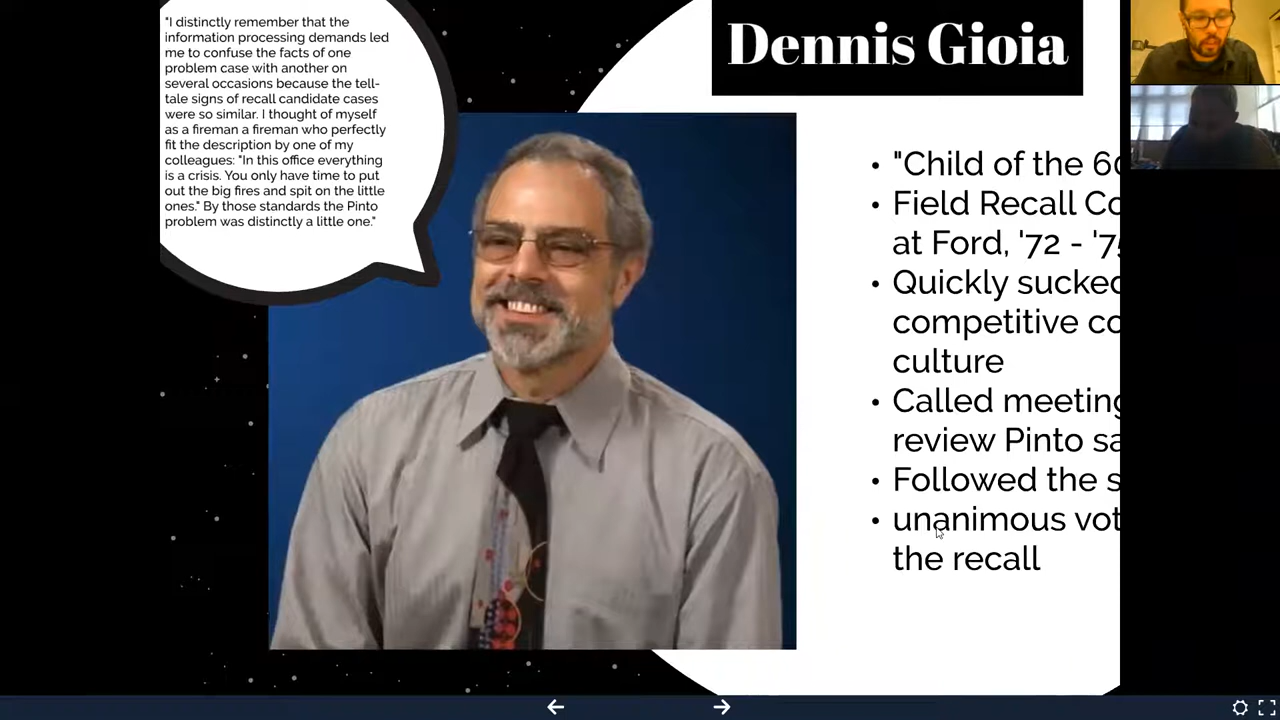 "I distinctly remember that the
information processing demands led
me to confuse the facts of one
problem case with another on
several occasions because the tell-
tale signs of recall candidate cases
were so similar. I thought of myself
as a fireman a fireman who perfectly
fit the description by one of my
colleagues: "In this office everything
is a crisis. You only have time to put
out the big fires and spit on the little
ones." By those standards the Pinto
problem was distinctly a little one."
Dennis Gioia
• "Child of the 60
• Field Recall Co
at Ford, '72 - '75
• Quickly sucked
competitive co
culture
• Called meeting
review Pinto sa
• Followed the s
• unanimous vot
the recall